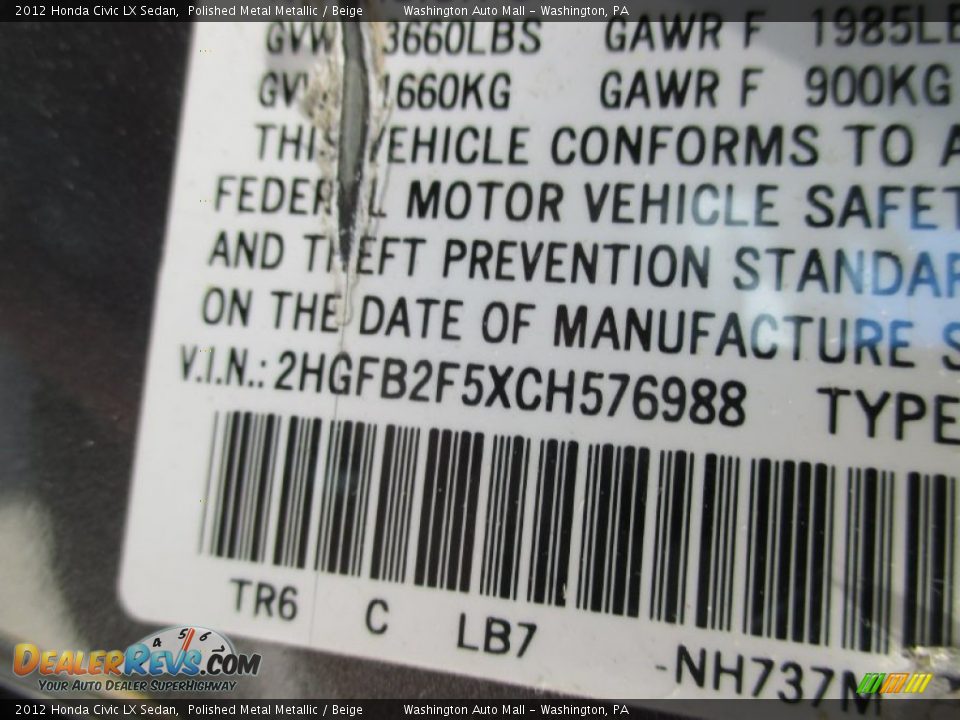 2012 Honda Civic LX Sedan, Polished Metal Metallic / Beige Washington Auto Mall - Washington, PA
GVW 3660LBS GAWR F 1985LB
GVW 1660KG GAWR F 900KG
THIS VEHICLE CONFORMS TO A
FEDERAL MOTOR VEHICLE SAFET
AND THEFT PREVENTION STANDAR
ON THE DATE OF MANUFACTURE S
V.I.N.: 2HGFB2F5XCH576988 TYPE
TR6 C LB7 -NH737M
DEALERREVS.COM
YOUR AUTO DEALER SUPERHIGHWAY
2012 Honda Civic LX Sedan, Polished Metal Metallic / Beige Washington Auto Mall - Washington, PA